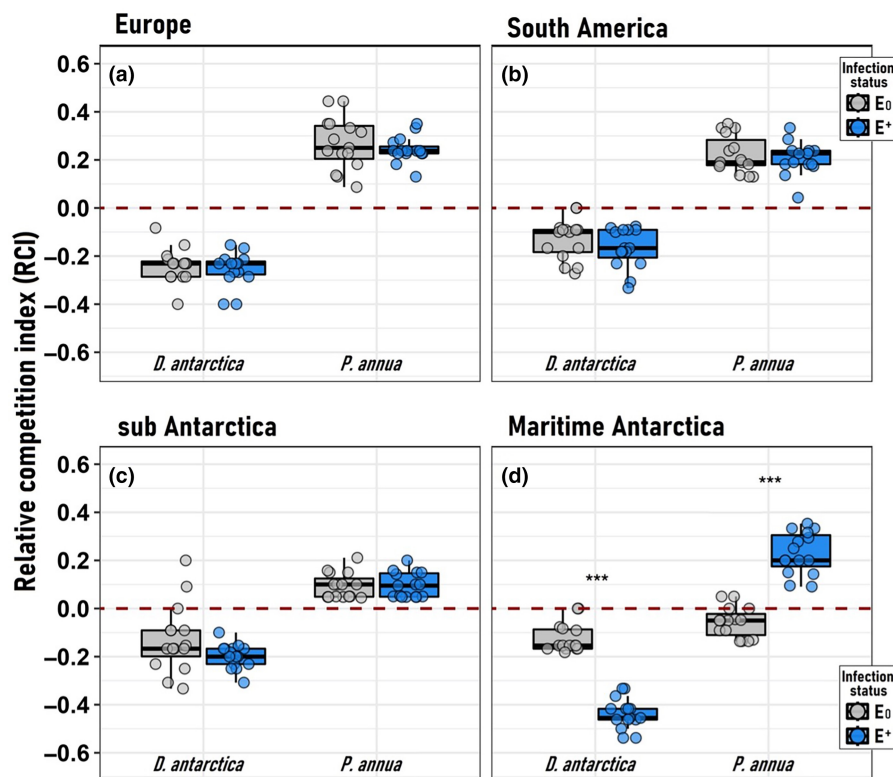 Europe
South America
Relative competition index (RCI)
(a)
0.6
0.4
0.2
0.0
−0.2
−0.4
−0.6
D. antarctica
P. annua
(b)
D. antarctica
P. annua
Infection
status
E0
E+
sub Antarctica
Maritime Antarctica
(c)
0.6
0.4
0.2
0.0
−0.2
−0.4
−0.6
D. antarctica
P. annua
(d)
***
***
D. antarctica
P. annua
Infection
status
E0
E+